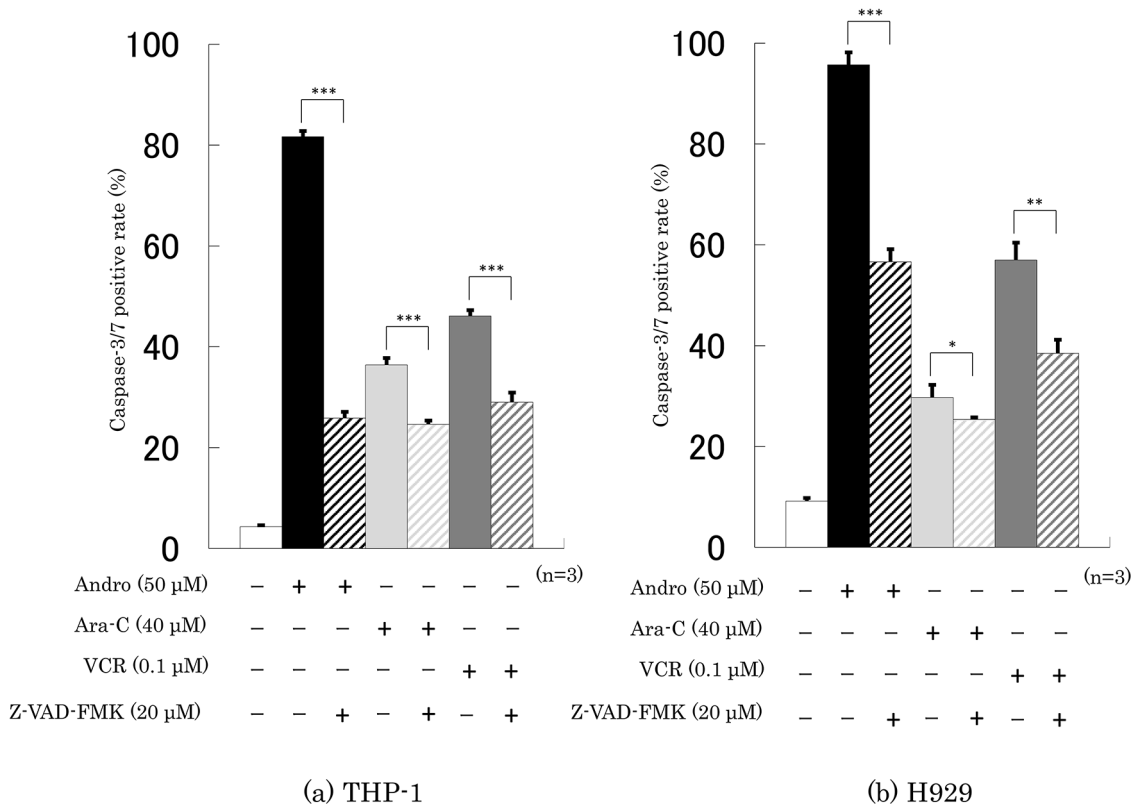 Caspase-3/7 positive rate (%)
100
80
60
40
20
0
***
***
***
(n=3)
Andro (50 µM) − + + − − − −
Ara-C (40 µM) − − − + + − −
VCR (0.1 µM) − − − − − + +
Z-VAD-FMK (20 µM) − − + − + − +
(a) THP-1
Caspase-3/7 positive rate (%)
100
80
60
40
20
0
***
*
**
(n=3)
Andro (50 µM) − + + − − − −
Ara-C (40 µM) − − − + + − −
VCR (0.1 µM) − − − − − + +
Z-VAD-FMK (20 µM) − − + − + − +
(b) H929